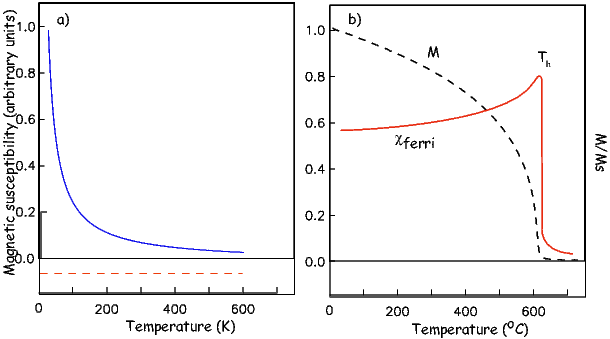 a)
Magnetic susceptibility (arbitrary units)
1.0
0.8
0.6
0.4
0.2
0.0
0 200 400 600
Temperature (K)
b)
M
Th
χferri
1.0
0.8
0.6
0.4
0.2
0.0
0 200 400 600
Temperature (OC)
M/Ms